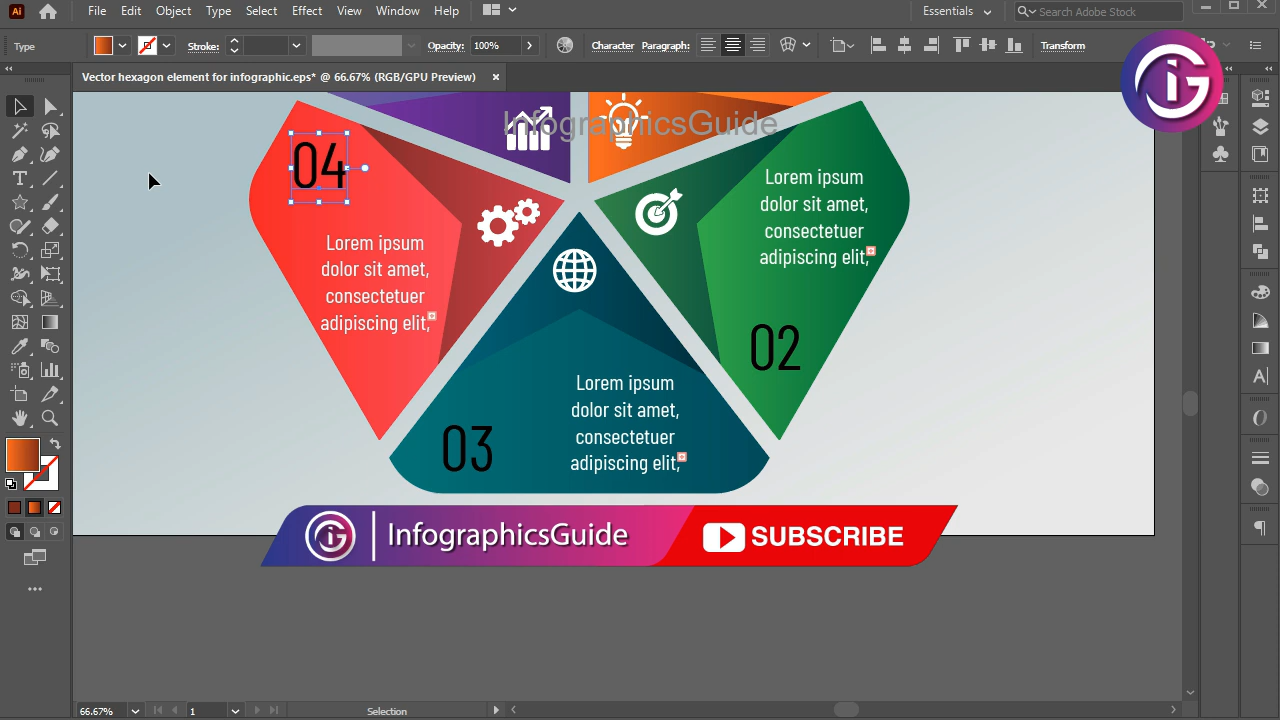 Ai
File Edit Object Type Select Effect View Window Help
Essentials
Search Adobe Stock
Type
Stroke:
Opacity: 100%
Character
Paragraph:
Transform
Vector hexagon element for infographic.eps* @ 66.67% (RGB/GPU Preview) ×
iG
InfographicsGuide
04
Lorem ipsum
dolor sit amet,
consectetuer
adipiscing elit,
Lorem ipsum
dolor sit amet,
consectetuer
adipiscing elit,
02
Lorem ipsum
dolor sit amet,
consectetuer
adipiscing elit,
03
iG InfographicsGuide
SUBSCRIBE
66.67%
1
Selection